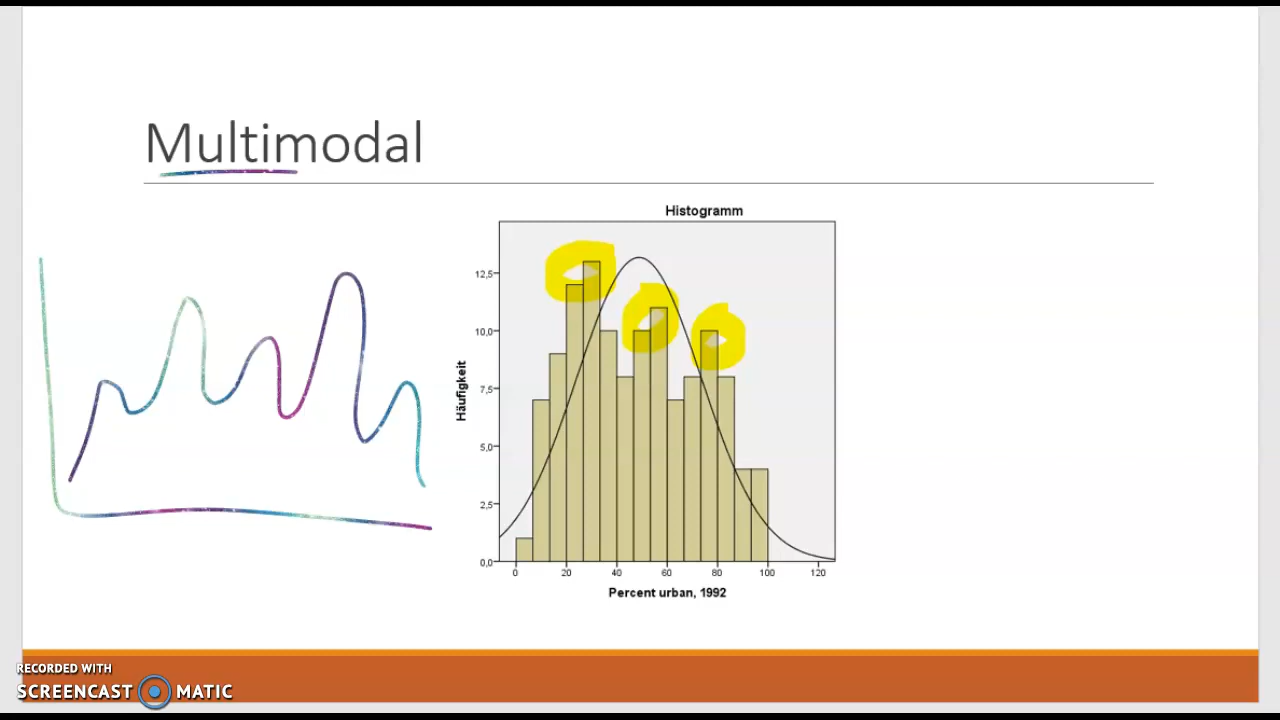 Multimodal
Histogramm
12,5
10,0
7,5
5,0
2,5
0,0
Häufigkeit
0 20 40 60 80 100 120
Percent urban, 1992
RECORDED WITH
SCREENCAST MATIC